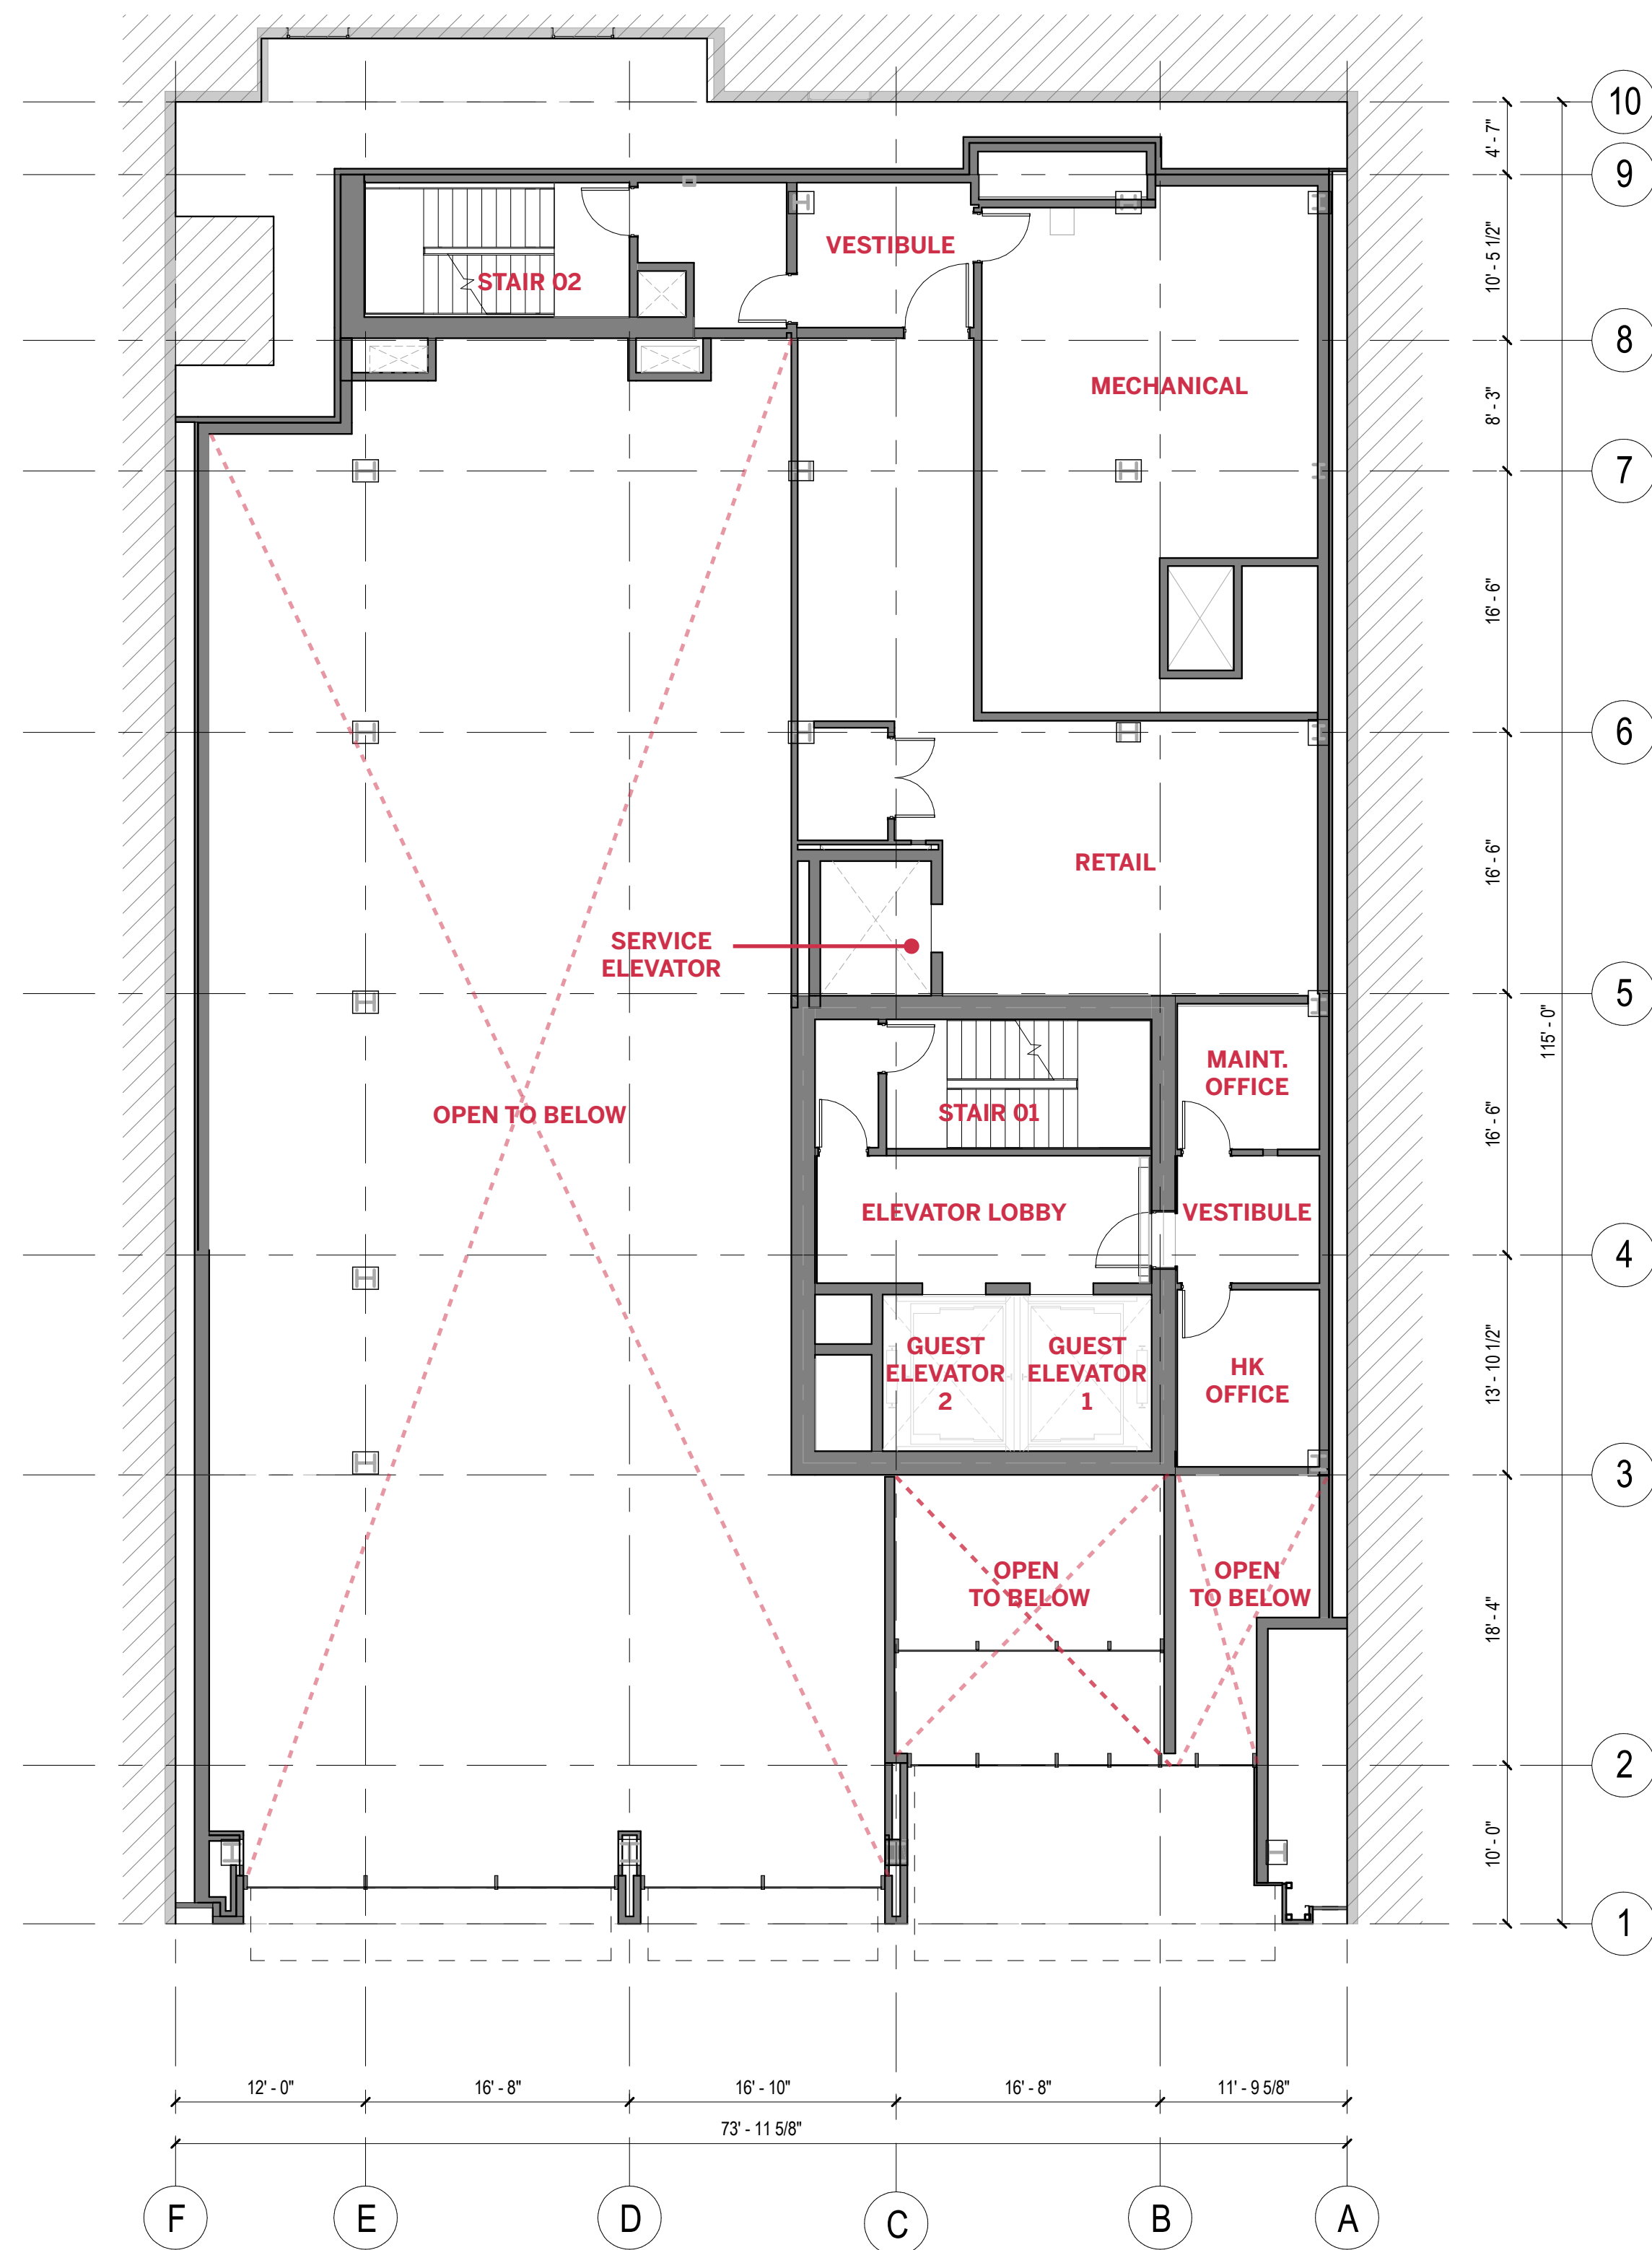 10
4' - 7"
9
VESTIBULE
10' - 5 1/2"
STAIR 02
8
MECHANICAL
8' - 3"
7
16' - 6"
6
16' - 6"
RETAIL
SERVICE
ELEVATOR
5
115' - 0"
MAINT.
OFFICE
OPEN TO BELOW
STAIR 01
16' - 6"
ELEVATOR LOBBY
VESTIBULE
4
GUEST
ELEVATOR
2
GUEST
ELEVATOR
1
HK
OFFICE
13' - 10 1/2"
3
OPEN
TO BELOW
OPEN
TO BELOW
18' - 4"
2
10' - 0"
1
12' - 0"
16' - 8"
16' - 10"
16' - 8"
11' - 9 5/8"
73' - 11 5/8"
F
E
D
C
B
A